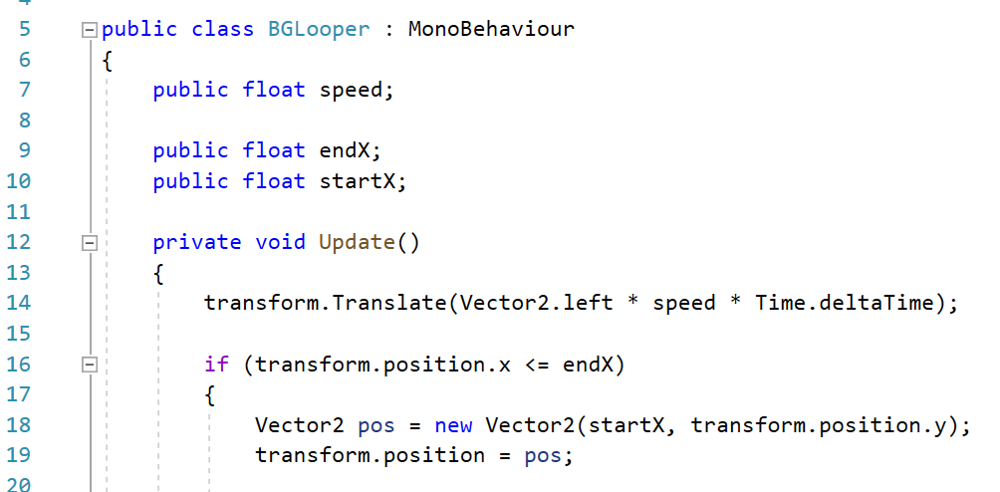 5 public class BGLooper : MonoBehaviour
6 {
7 public float speed;
8
9 public float endX;
10 public float startX;
11
12 private void Update()
13 {
14 transform.Translate(Vector2.left * speed * Time.deltaTime);
15
16 if (transform.position.x <= endX)
17 {
18 Vector2 pos = new Vector2(startX, transform.position.y);
19 transform.position = pos;
20